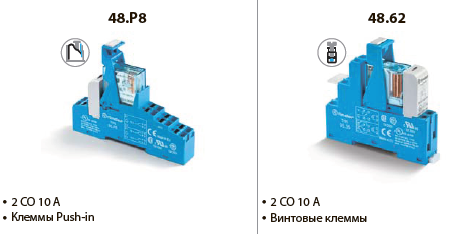 48.P8
48.62
• 2 CO 10 A
• Клеммы Push-in
• 2 CO 10 A
• Винтовые клеммы